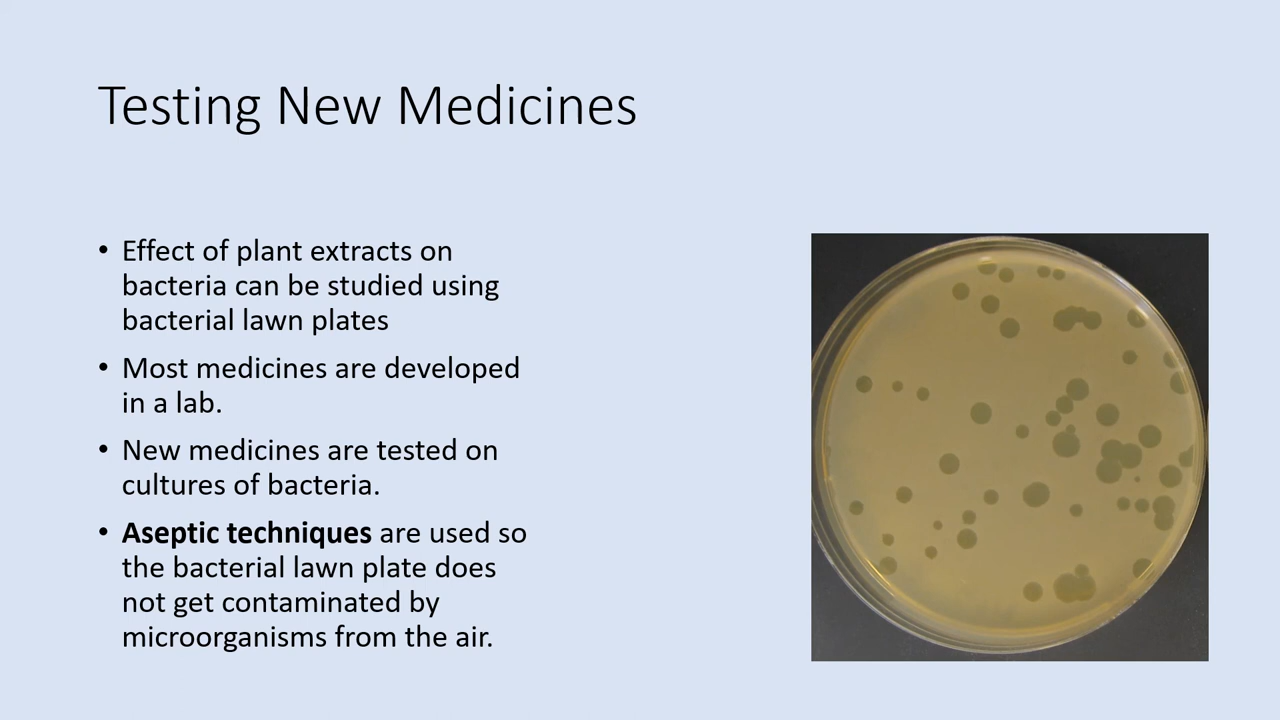 Testing New Medicines
• Effect of plant extracts on
bacteria can be studied using
bacterial lawn plates
• Most medicines are developed
in a lab.
• New medicines are tested on
cultures of bacteria.
• Aseptic techniques are used so
the bacterial lawn plate does
not get contaminated by
microorganisms from the air.